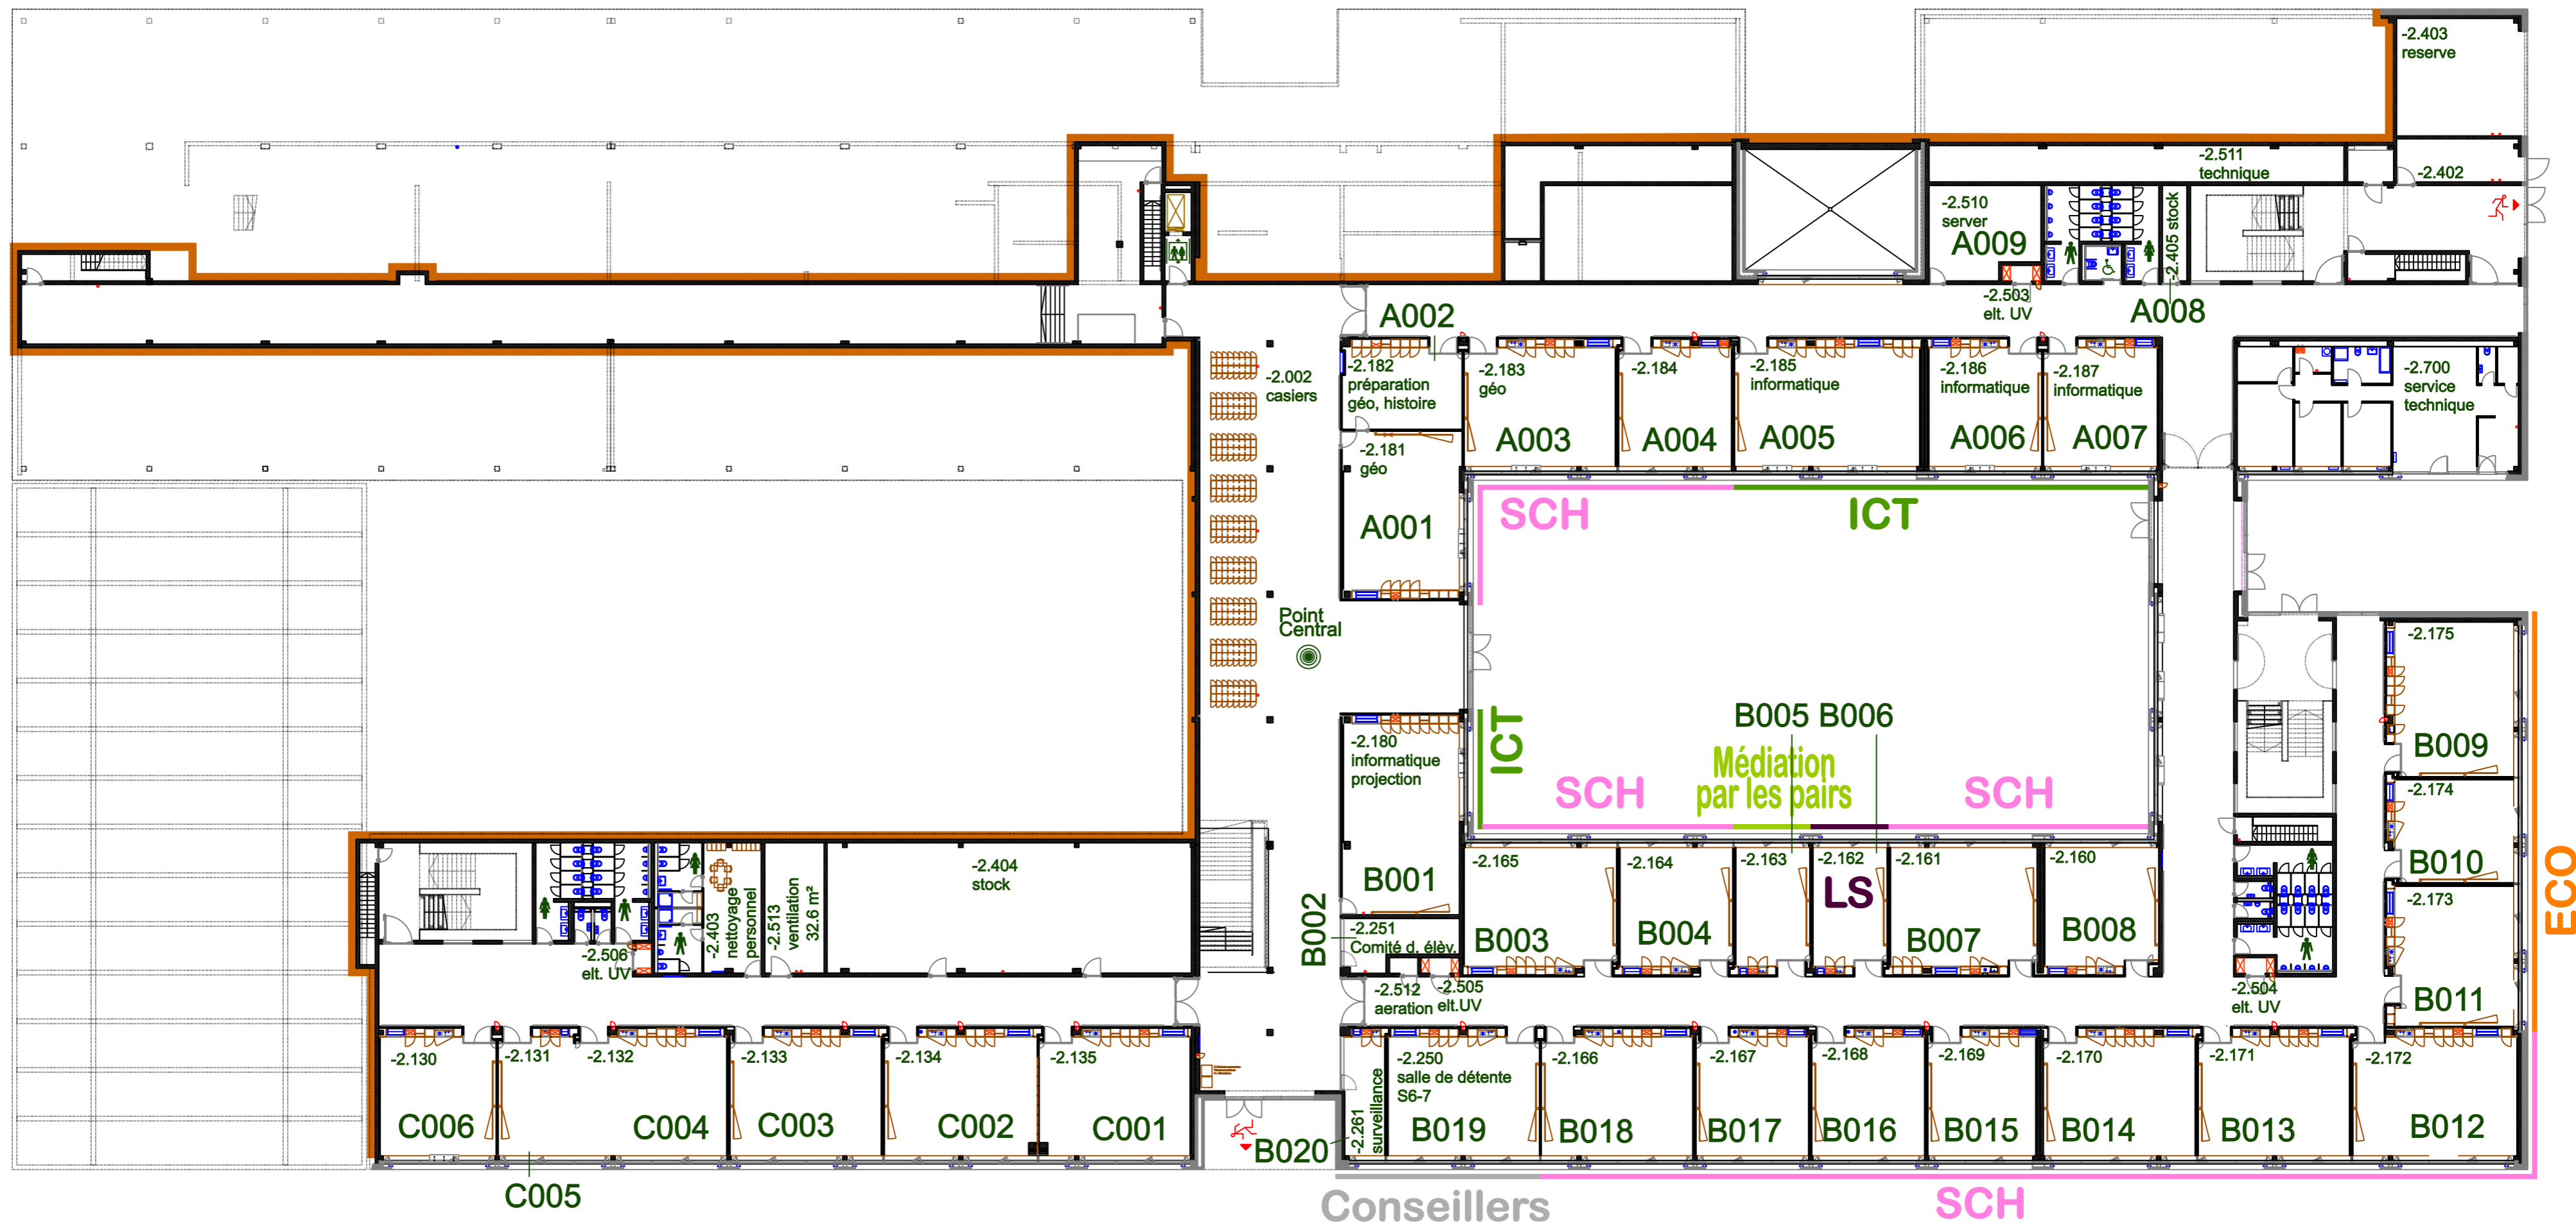 -2.403
reserve
-2.511
technique
-2.402
-2.510
server
A009
-2.405 stock
-2.503
elt. UV
A008
A002
-2.002
casiers
-2.182
préparation
géo, histoire
-2.183
géo
A003
-2.184
A004
-2.185
informatique
A005
-2.186
informatique
A006
-2.187
informatique
A007
-2.700
service
technique
-2.181
géo
A001
SCH
ICT
Point
Central
-2.175
B009
B005 B006
ICT
Médiation
par les pairs
SCH
SCH
-2.180
informatique
projection
B001
-2.174
B010
-2.173
B011
ECO
-2.404
stock
-2.403
nettoyage
personnel
-2.513
ventilation
32.6 m²
-2.506
elt. UV
B002
-2.251
Comité d. élèv.
-2.165
B003
-2.164
B004
-2.163
-2.162
LS
-2.161
B007
-2.160
B008
-2.512
aeration
-2.505
elt.UV
-2.504
elt. UV
-2.130
C006
-2.131
-2.132
C004
-2.133
C003
-2.134
C002
-2.135
C001
C005
B020
-2.261
surveillance
-2.250
salle de détente
S6-7
B019
-2.166
B018
-2.167
B017
-2.168
B016
-2.169
B015
-2.170
B014
-2.171
B013
-2.172
B012
Conseillers
SCH